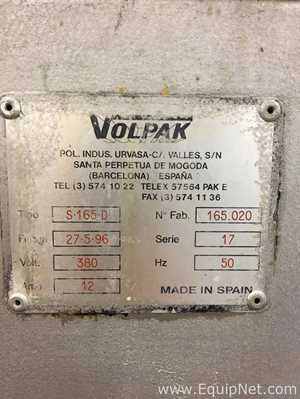 VOLPAK
POL. INDUS. URVASA-C/. VALLES, S/N
SANTA PERPETUA DE MOGODA
(BARCELONA) ESPAÑA
TEL (3) 574 10 22 TELEX 57564 PAK E
FAX (3) 574 11 36
Tipo S-165-D Nº Fab. 165.020
27-5-96 Serie 17
Volt. 380 Hz 50
12
MADE IN SPAIN
www.EquipNet.com